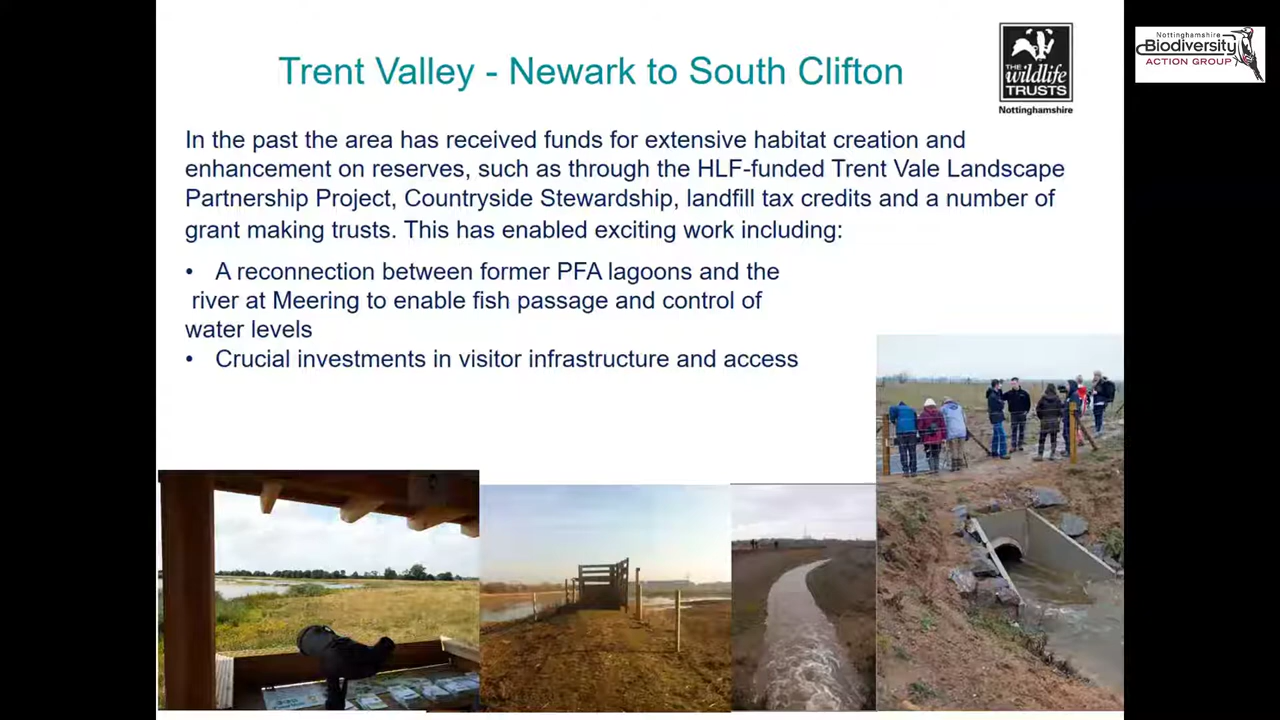 Trent Valley - Newark to South Clifton
THE
wildlife
TRUSTS
Nottinghamshire
Nottinghamshire
Biodiversity
ACTION GROUP
In the past the area has received funds for extensive habitat creation and
enhancement on reserves, such as through the HLF-funded Trent Vale Landscape
Partnership Project, Countryside Stewardship, landfill tax credits and a number of
grant making trusts. This has enabled exciting work including:
• A reconnection between former PFA lagoons and the
river at Meering to enable fish passage and control of
water levels
• Crucial investments in visitor infrastructure and access